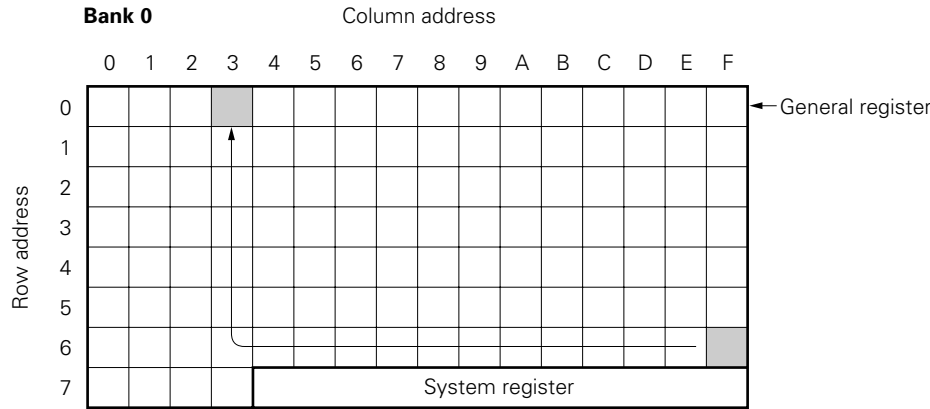 Bank 0 Column address
0 1 2 3 4 5 6 7 8 9 A B C D E F
0 General register
1
2
3
4
5
6
7 System register
Row address